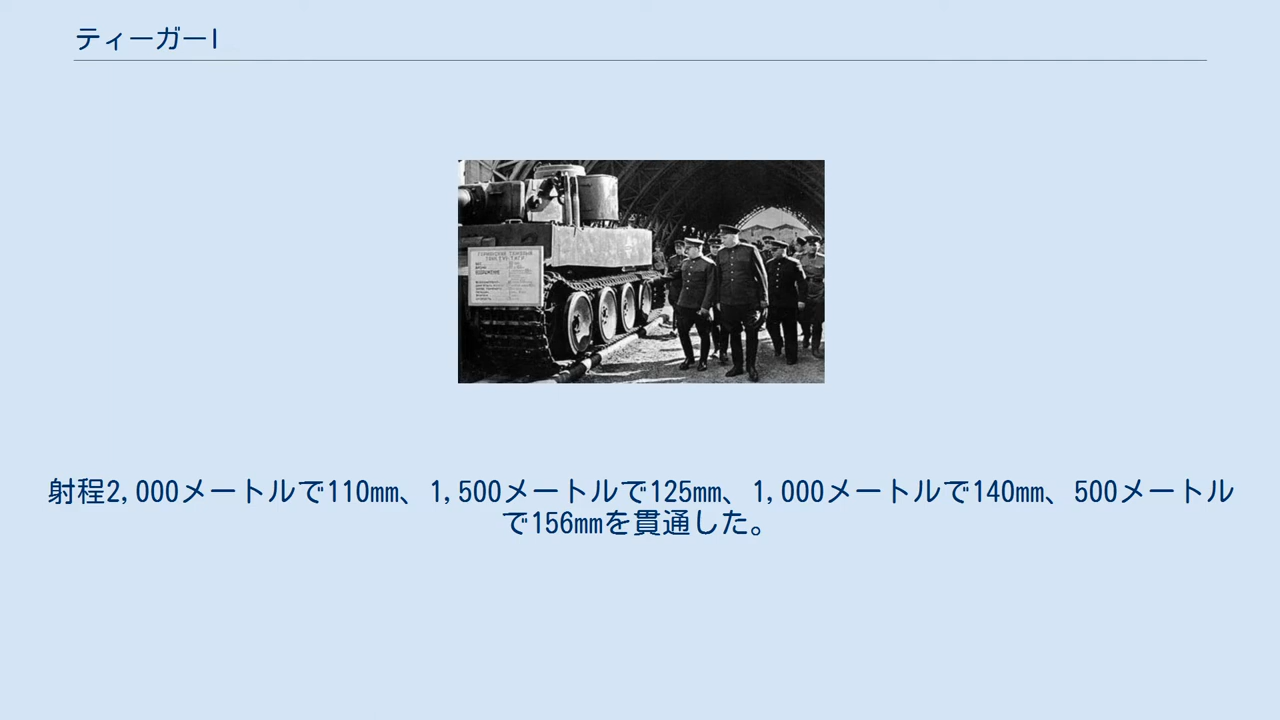 ティーガーI
ГЕРМАНСКИЙ ТЯЖЕЛЫЙ
射程2,000メートルで110mm、1,500メートルで125mm、1,000メートルで140mm、500メートル
で156mmを貫通した。